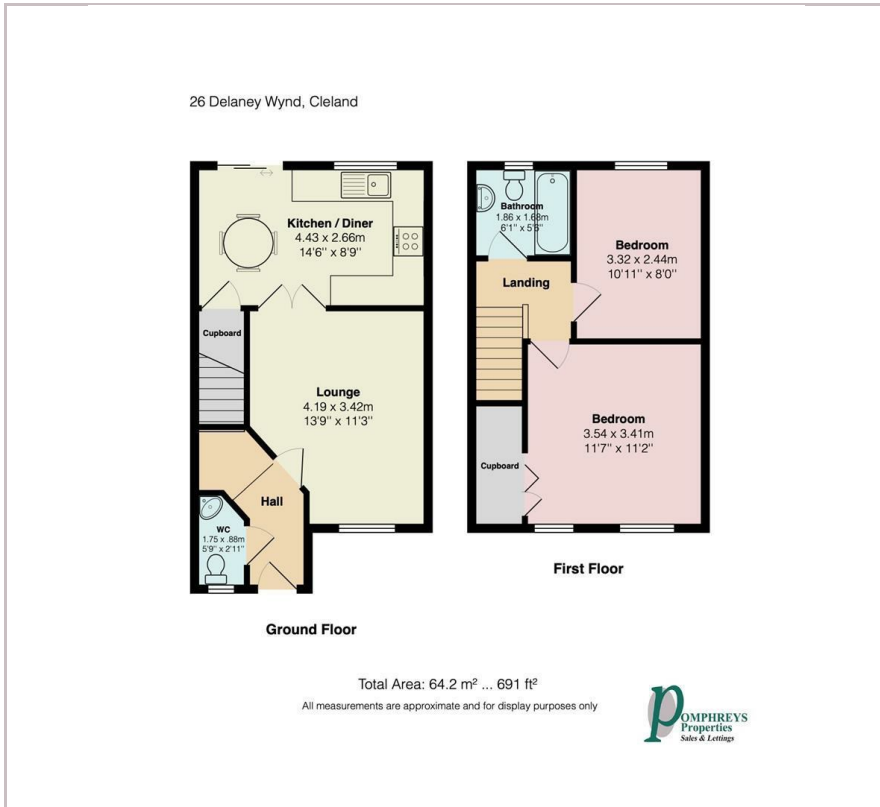 26 Delaney Wynd, Cleland
Kitchen / Diner
4.43 x 2.66m
14'6" x 8'9"
Cupboard
Lounge
4.19 x 3.42m
13'9" x 11'3"
Hall
WC
1.75 x .88m
5'9" x 2'11"
Ground Floor
Bathroom
1.86 x 1.68m
6'1" x 5'6"
Bedroom
3.32 x 2.44m
10'11" x 8'0"
Landing
Bedroom
3.54 x 3.41m
11'7" x 11'2"
Cupboard
First Floor
Total Area: 64.2 m² ... 691 ft²
All measurements are approximate and for display purposes only
POMPHREYS
Properties
Sales & Lettings